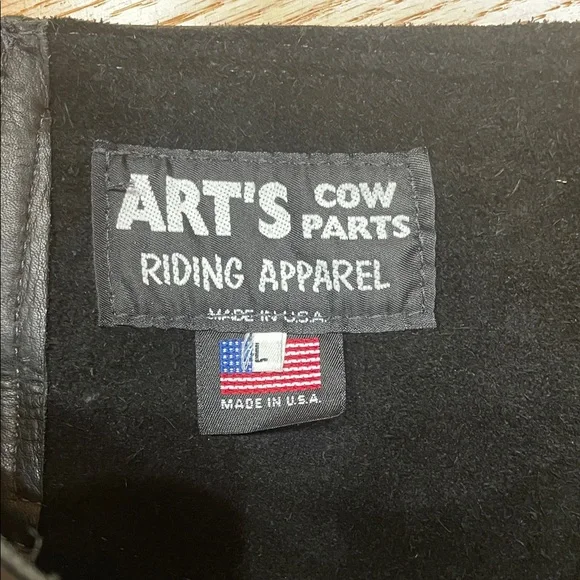 ART'S COW PARTS
RIDING APPAREL
MADE IN U.S.A.
L
MADE IN U.S.A.